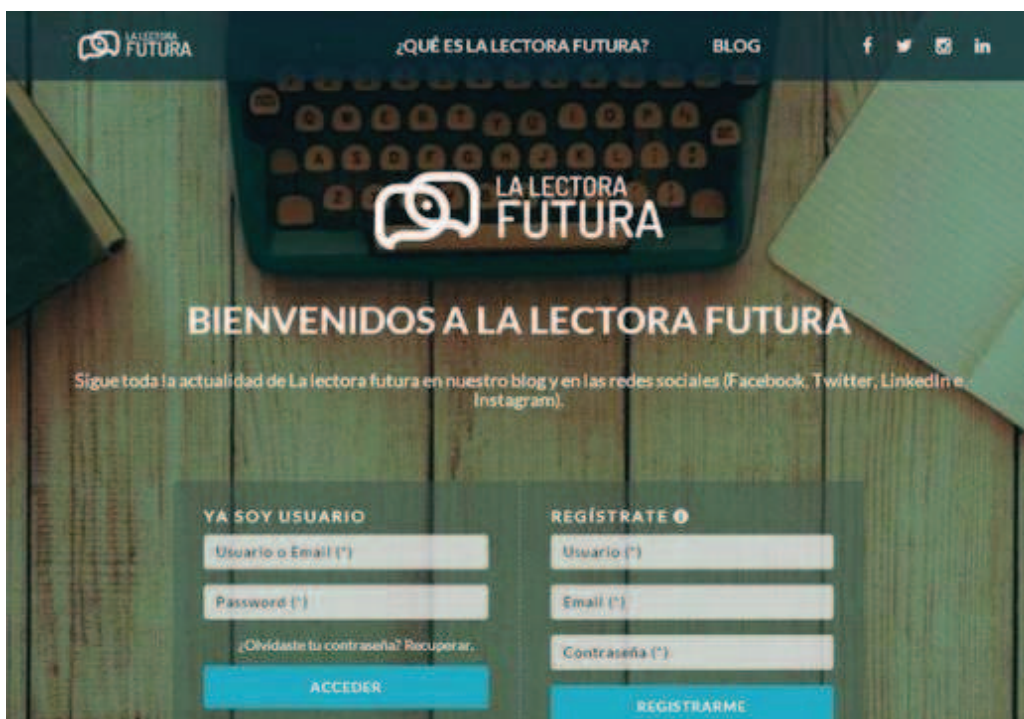 LA LECTORA
FUTURA
¿QUÉ ES LA LECTORA FUTURA?
BLOG
LA LECTORA
FUTURA
BIENVENIDOS A LA LECTORA FUTURA
Sigue toda la actualidad de La lectora futura en nuestro blog y en las redes sociales (Facebook, Twitter, LinkedIn e
Instagram).
YA SOY USUARIO
Usuario o Email (*)
Password (*)
¿Olvidaste tu contraseña? Recuperar.
ACCEDER
REGÍSTRATE
Usuario (*)
Email (*)
Contraseña (*)
REGISTRARME